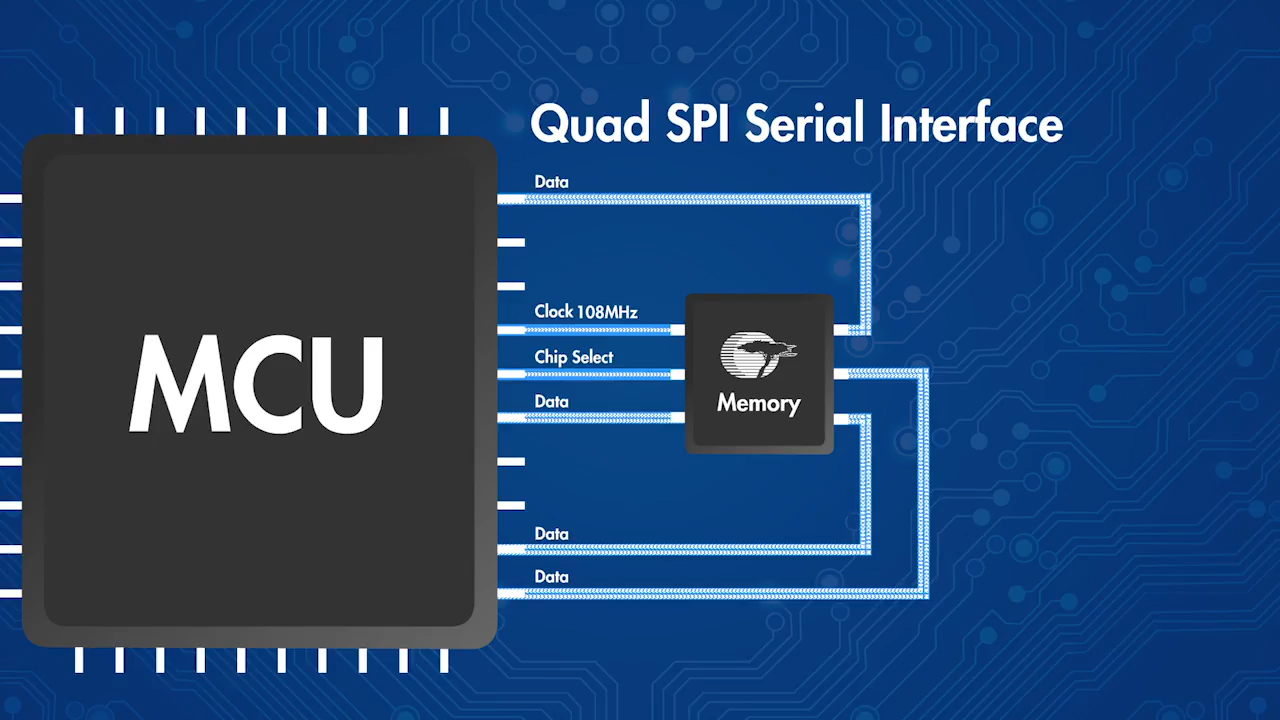 Quad SPI Serial Interface
Data
Clock 108MHz
Chip Select
Data
MCU
Memory
Data
Data